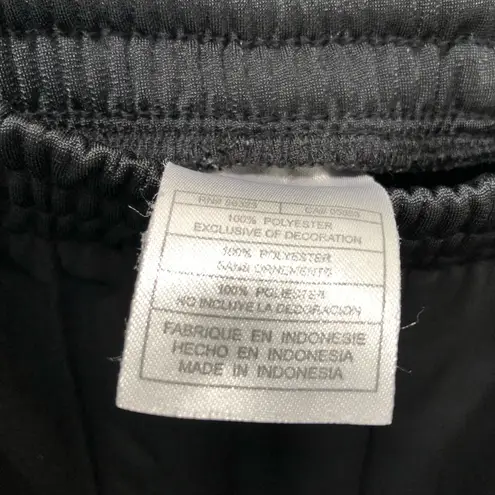 RN# 56323 CA# 05553
100% POLYESTER
EXCLUSIVE OF DECORATION
100% POLYESTER
SANS ORNEMENTS
100% POLIESTER
NO INCLUYE LA DECORACION
FABRIQUE EN INDONESIE
HECHO EN INDONESIA
MADE IN INDONESIA